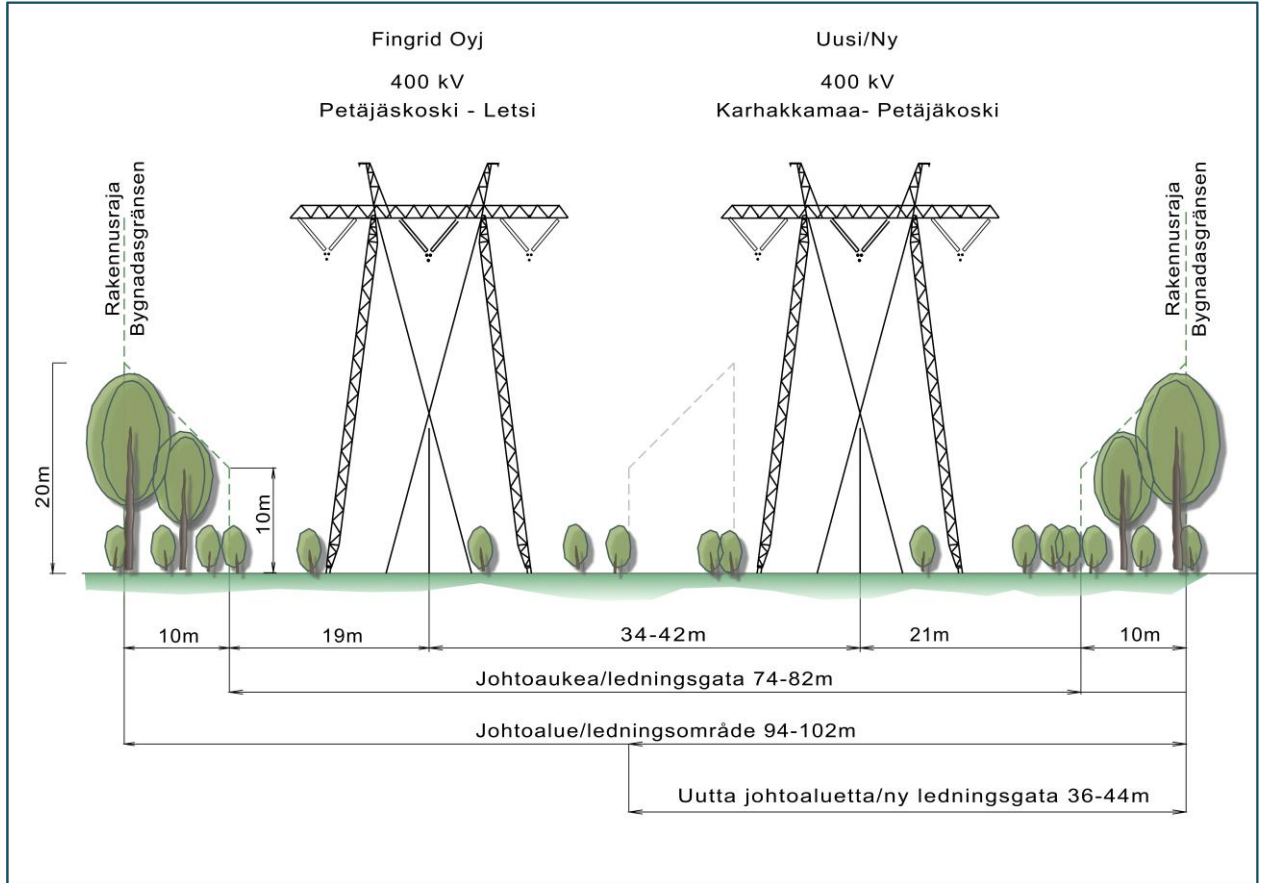 Fingrid Oyj
400 kV
Petäjäskoski - Letsi
Uusi/Ny
400 kV
Karhakkamaa- Petäjäkoski
Rakennusraja
Bygnadasgränsen
Rakennusraja
Bygnadasgränsen
20m
10m
10m
19m
34-42m
21m
10m
Johtoaukea/ledningsgata 74-82m
Johtoalue/ledningsområde 94-102m
Uutta johtoaluetta/ny ledningsgata 36-44m